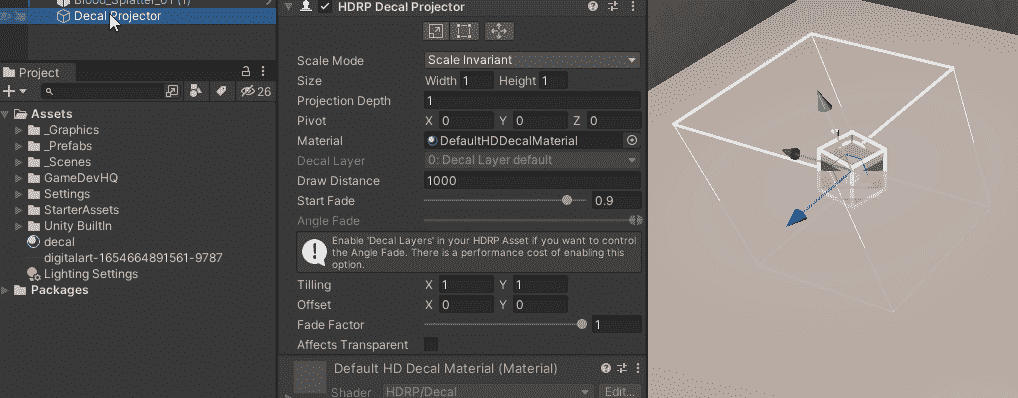 Blood_Splatter_01 (1)
Decal Projector
Project
26
Assets
_Graphics
_Prefabs
_Scenes
GameDevHQ
Settings
StarterAssets
Unity BuiltIn
decal
digitalart-1654664891561-9787
Lighting Settings
Packages
HDRP Decal Projector
Scale Mode Scale Invariant
Size Width 1 Height 1
Projection Depth 1
Pivot X 0 Y 0 Z 0
Material DefaultHDDecalMaterial
Decal Layer 0: Decal Layer default
Draw Distance 1000
Start Fade 0.9
Angle Fade
Enable 'Decal Layers' in your HDRP Asset if you want to control
the Angle Fade. There is a performance cost of enabling this
option.
Tilling X 1 Y 1
Offset X 0 Y 0
Fade Factor 1
Affects Transparent
Default HD Decal Material (Material)
Shader HDRP/Decal Edit...